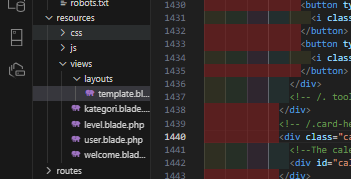 robots.txt
resources
css
js
views
layouts
template.bl...
kategori.blade....
level.blade.php
user.blade.php
welcome.blad...
routes
1430 <button ty
1431 <i class
1432 </button>
1433 <button ty
1434 <i class
1435 </button>
1436 </div>
1437 <!-- /. tool
1438 </div>
1439 <!-- /.card-he
1440 <div class="ca
1441 <!--The cale
1442 <div id="cal
1443 </div>